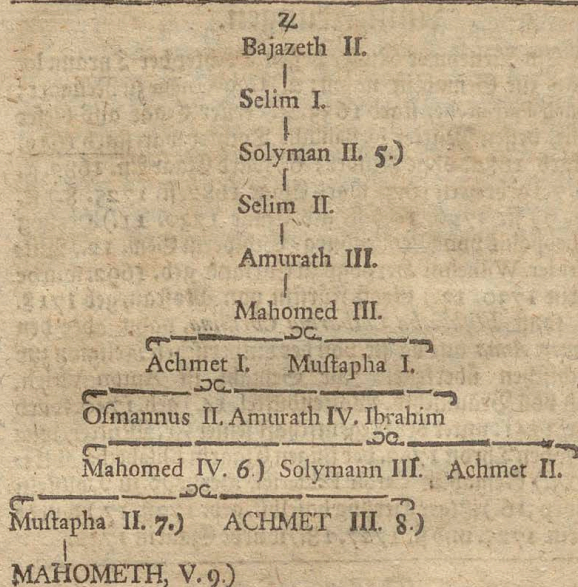 Bajazeth II.
Selim I.
Solyman II. 5.)
Selim II.
Amurath III.
Mahomed III.
Achmet I. Muſtapha I.
Oſmannus II. Amurath IV. Ibrahim
Mahomed IV. 6.) Solymann III. Achmet II.
Muſtapha II. 7.) ACHMET III. 8.)
MAHOMETH, V. 9.)